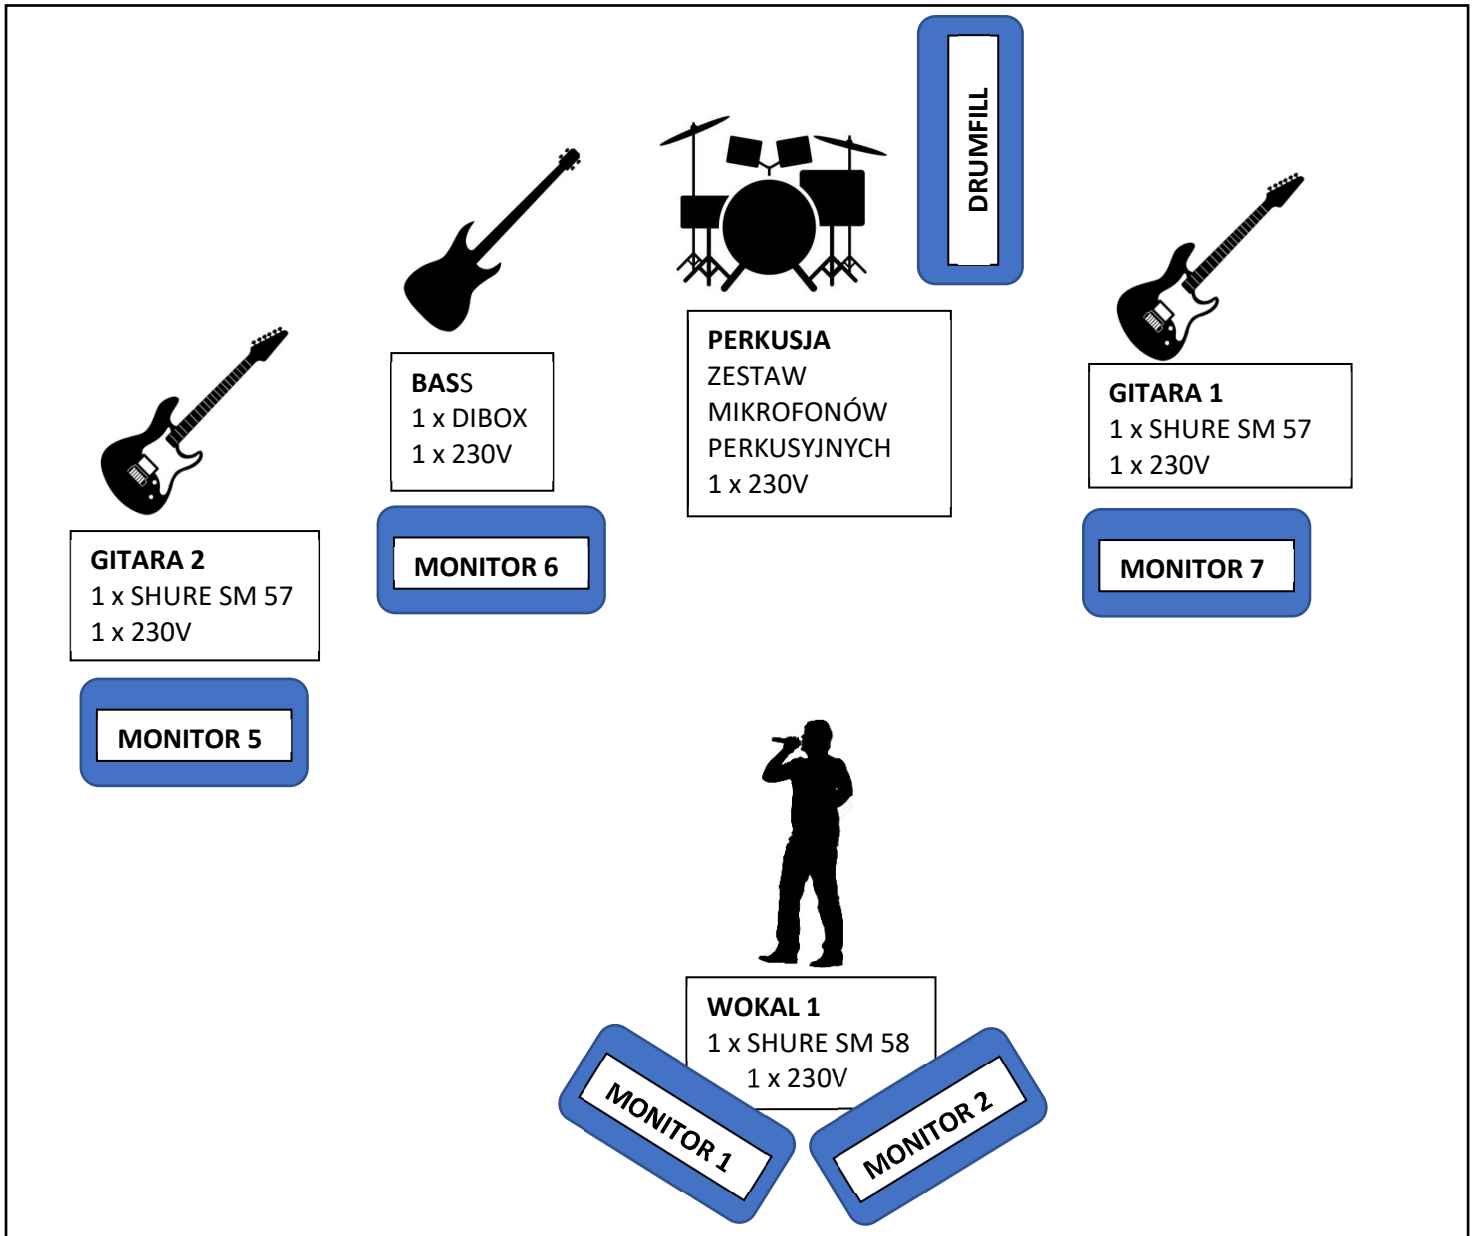 DRUMFILL
PERKUSJA
ZESTAW
MIKROFONÓW
PERKUSYJNYCH
1 x 230V
BASS
1 x DIBOX
1 x 230V
GITARA 1
1 x SHURE SM 57
1 x 230V
GITARA 2
1 x SHURE SM 57
1 x 230V
MONITOR 6
MONITOR 7
MONITOR 5
WOKAL 1
1 x SHURE SM 58
1 x 230V
MONITOR 1
MONITOR 2